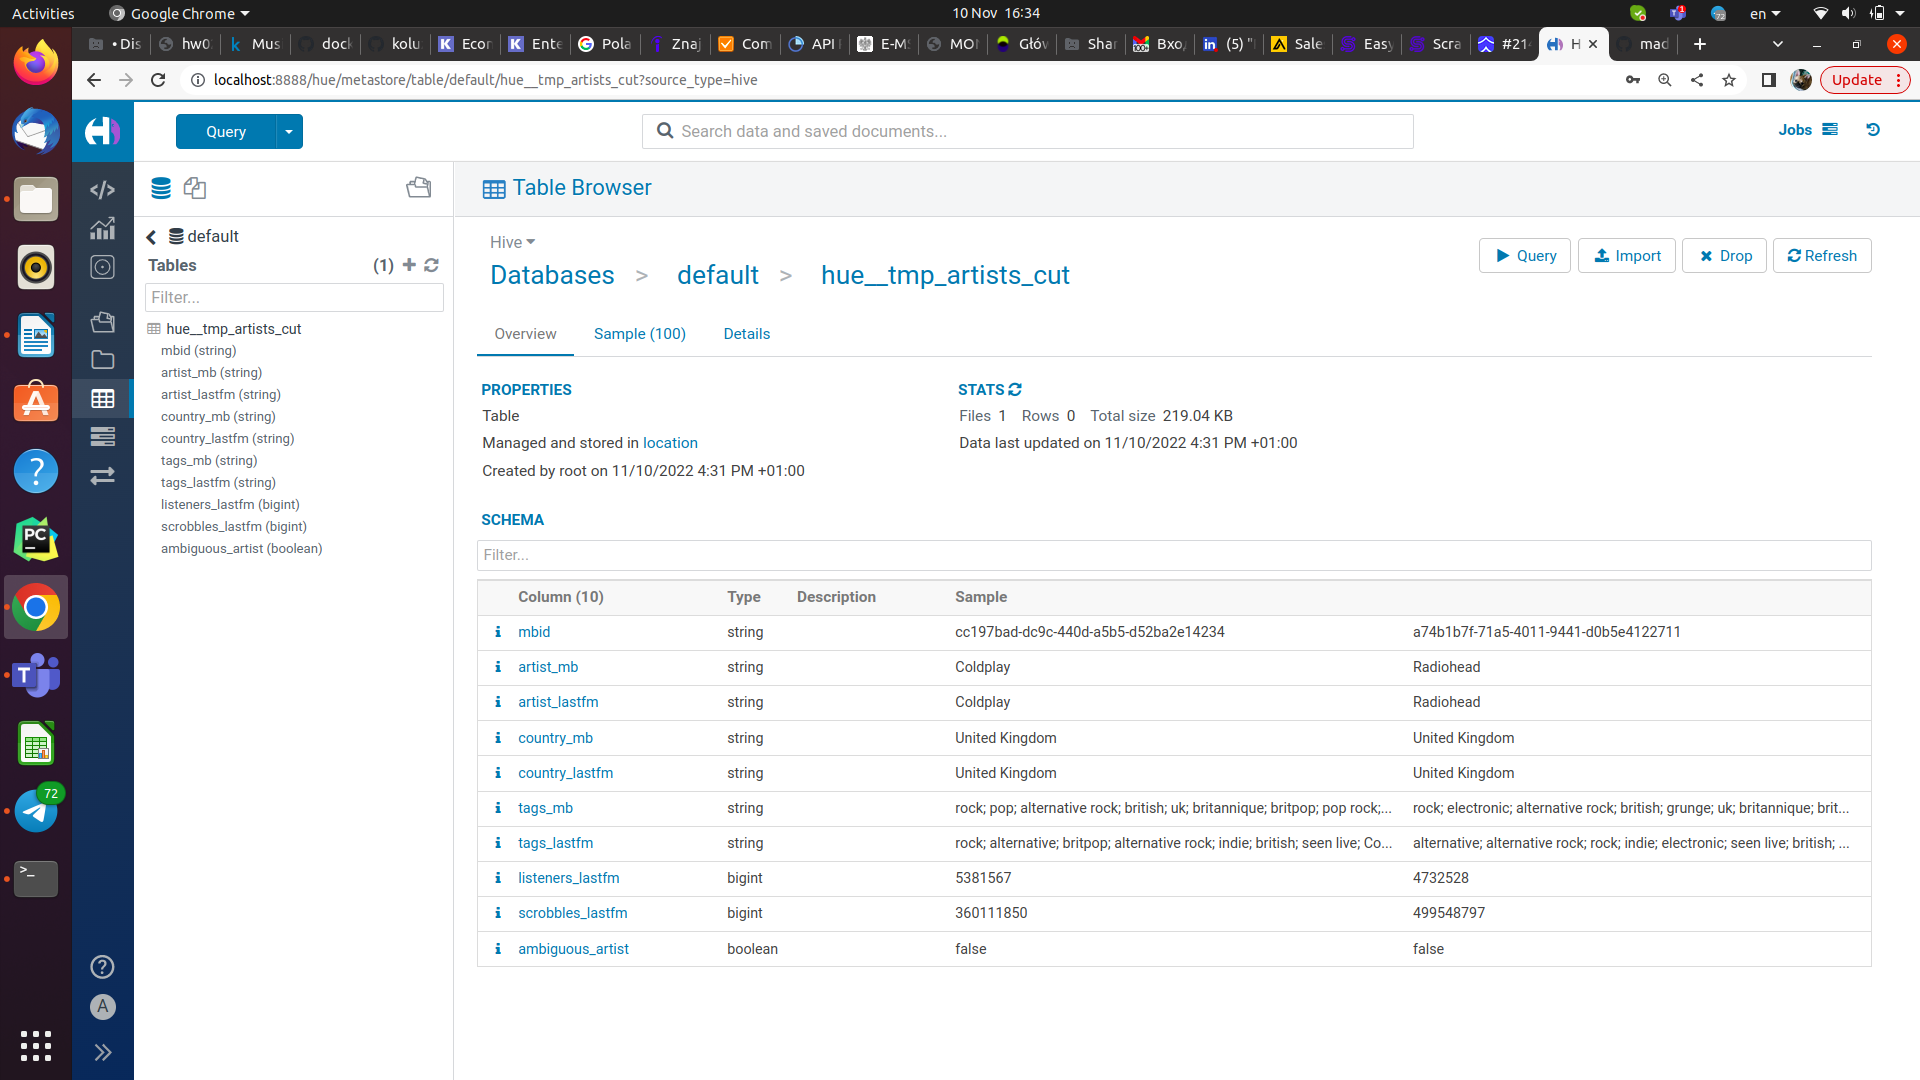 Activities
Google Chrome
10 Nov 16:34
1
72
en
• Dis
hw0
Mus
dock
kolu
Econ
Ente
Pola
Znaj
Com
API
E-MS
MON
Głów
Shar
Вхо
(5) "
Sale
Easy
Scra
#21
H
mad
localhost:8888/hue/metastore/table/default/hue__tmp_artists_cut?source_type=hive
Update
Query
Search data and saved documents...
Jobs
Table Browser
default
Tables
(1)
Filter...
hue__tmp_artists_cut
mbid (string)
artist_mb (string)
artist_lastfm (string)
country_mb (string)
country_lastfm (string)
tags_mb (string)
tags_lastfm (string)
listeners_lastfm (bigint)
scrobbles_lastfm (bigint)
ambiguous_artist (boolean)
Hive
Databases > default > hue__tmp_artists_cut
Query
Import
Drop
Refresh
Overview
Sample (100)
Details
PROPERTIES
Table
Managed and stored in location
Created by root on 11/10/2022 4:31 PM +01:00
STATS
Files 1 Rows 0 Total size 219.04 KB
Data last updated on 11/10/2022 4:31 PM +01:00
SCHEMA
Filter...
Column (10) Type Description Sample
mbid string cc197bad-dc9c-440d-a5b5-d52ba2e14234 a74b1b7f-71a5-4011-9441-d0b5e4122711
artist_mb string Coldplay Radiohead
artist_lastfm string Coldplay Radiohead
country_mb string United Kingdom United Kingdom
country_lastfm string United Kingdom United Kingdom
tags_mb string rock; pop; alternative rock; british; uk; britannique; britpop; pop rock;... rock; electronic; alternative rock; british; grunge; uk; britannique; brit...
tags_lastfm string rock; alternative; britpop; alternative rock; indie; british; seen live; Co... alternative; alternative rock; rock; indie; electronic; seen live; british; ...
listeners_lastfm bigint 5381567 4732528
scrobbles_lastfm bigint 360111850 499548797
ambiguous_artist boolean false false
PC
T
72
A